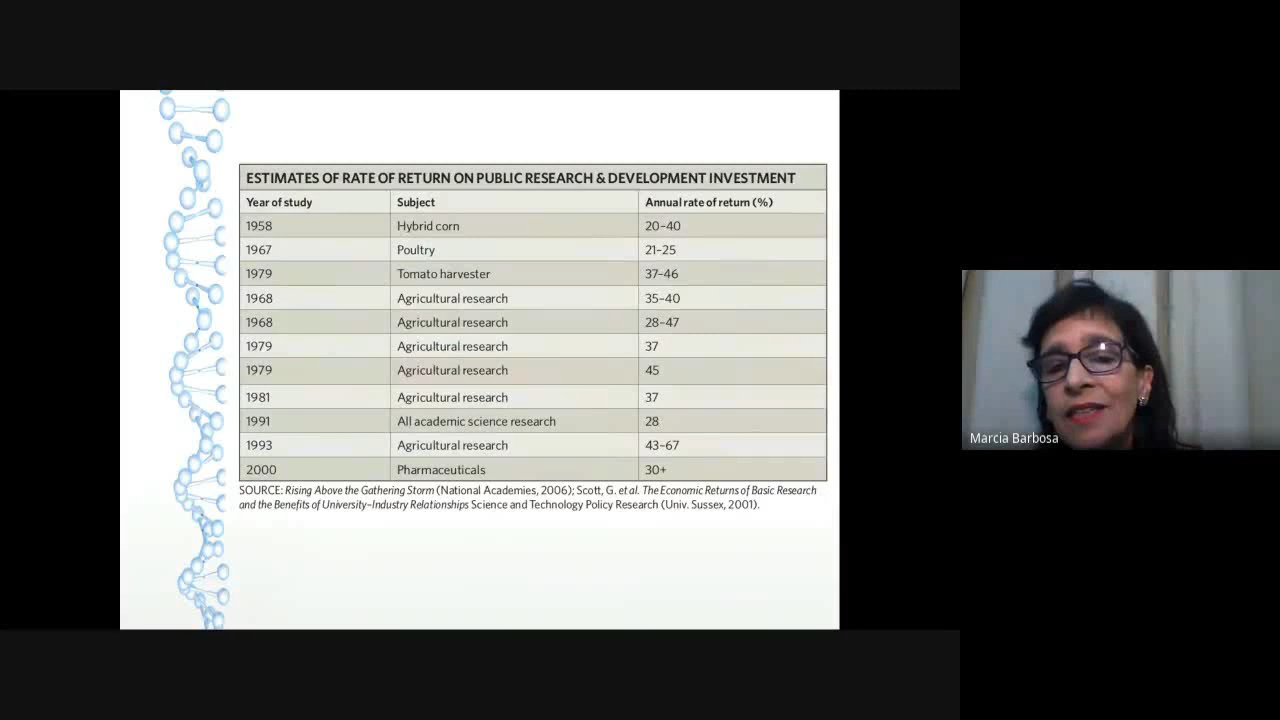 ESTIMATES OF RATE OF RETURN ON PUBLIC RESEARCH & DEVELOPMENT INVESTMENT
Year of study Subject Annual rate of return (%)
1958 Hybrid corn 20–40
1967 Poultry 21–25
1979 Tomato harvester 37–46
1968 Agricultural research 35–40
1968 Agricultural research 28–47
1979 Agricultural research 37
1979 Agricultural research 45
1981 Agricultural research 37
1991 All academic science research 28
1993 Agricultural research 43–67
2000 Pharmaceuticals 30+
SOURCE: Rising Above the Gathering Storm (National Academies, 2006); Scott, G. et al. The Economic Returns of Basic Research
and the Benefits of University–Industry Relationships Science and Technology Policy Research (Univ. Sussex, 2001).
Marcia Barbosa